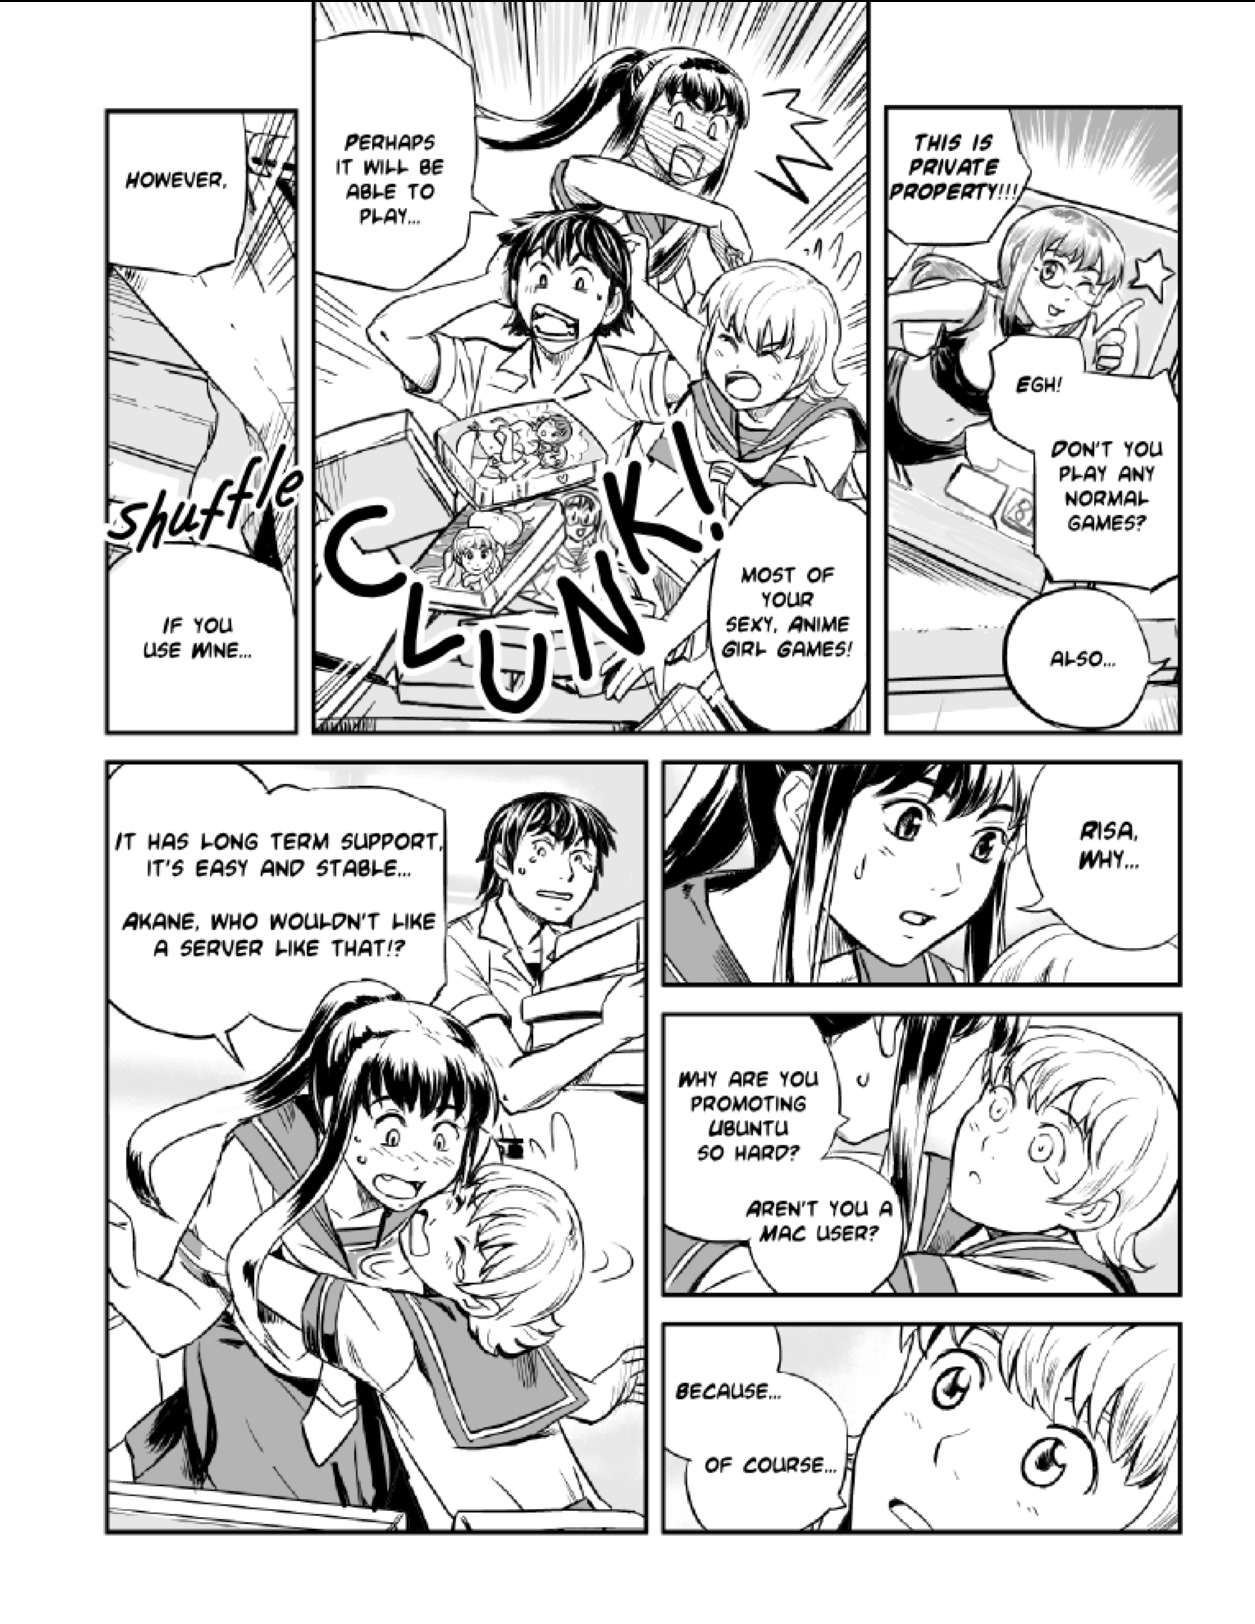 HOWEVER,
shuffle
IF YOU
USE WINE...
PERHAPS
IT WILL BE
ABLE TO
PLAY...
CLUNK!
MOST OF
YOUR
SEXY, ANIME
GIRL GAMES!
THIS IS
PRIVATE
PROPERTY!!!
EGH!
DON'T YOU
PLAY ANY
NORMAL
GAMES?
ALSO...
IT HAS LONG TERM SUPPORT,
IT'S EASY AND STABLE...
AKANE, WHO WOULDN'T LIKE
A SERVER LIKE THAT!?
RISA,
WHY...
WHY ARE YOU
PROMOTING
UBUNTU
SO HARD?
AREN'T YOU A
MAC USER?
BECAUSE...
OF COURSE...